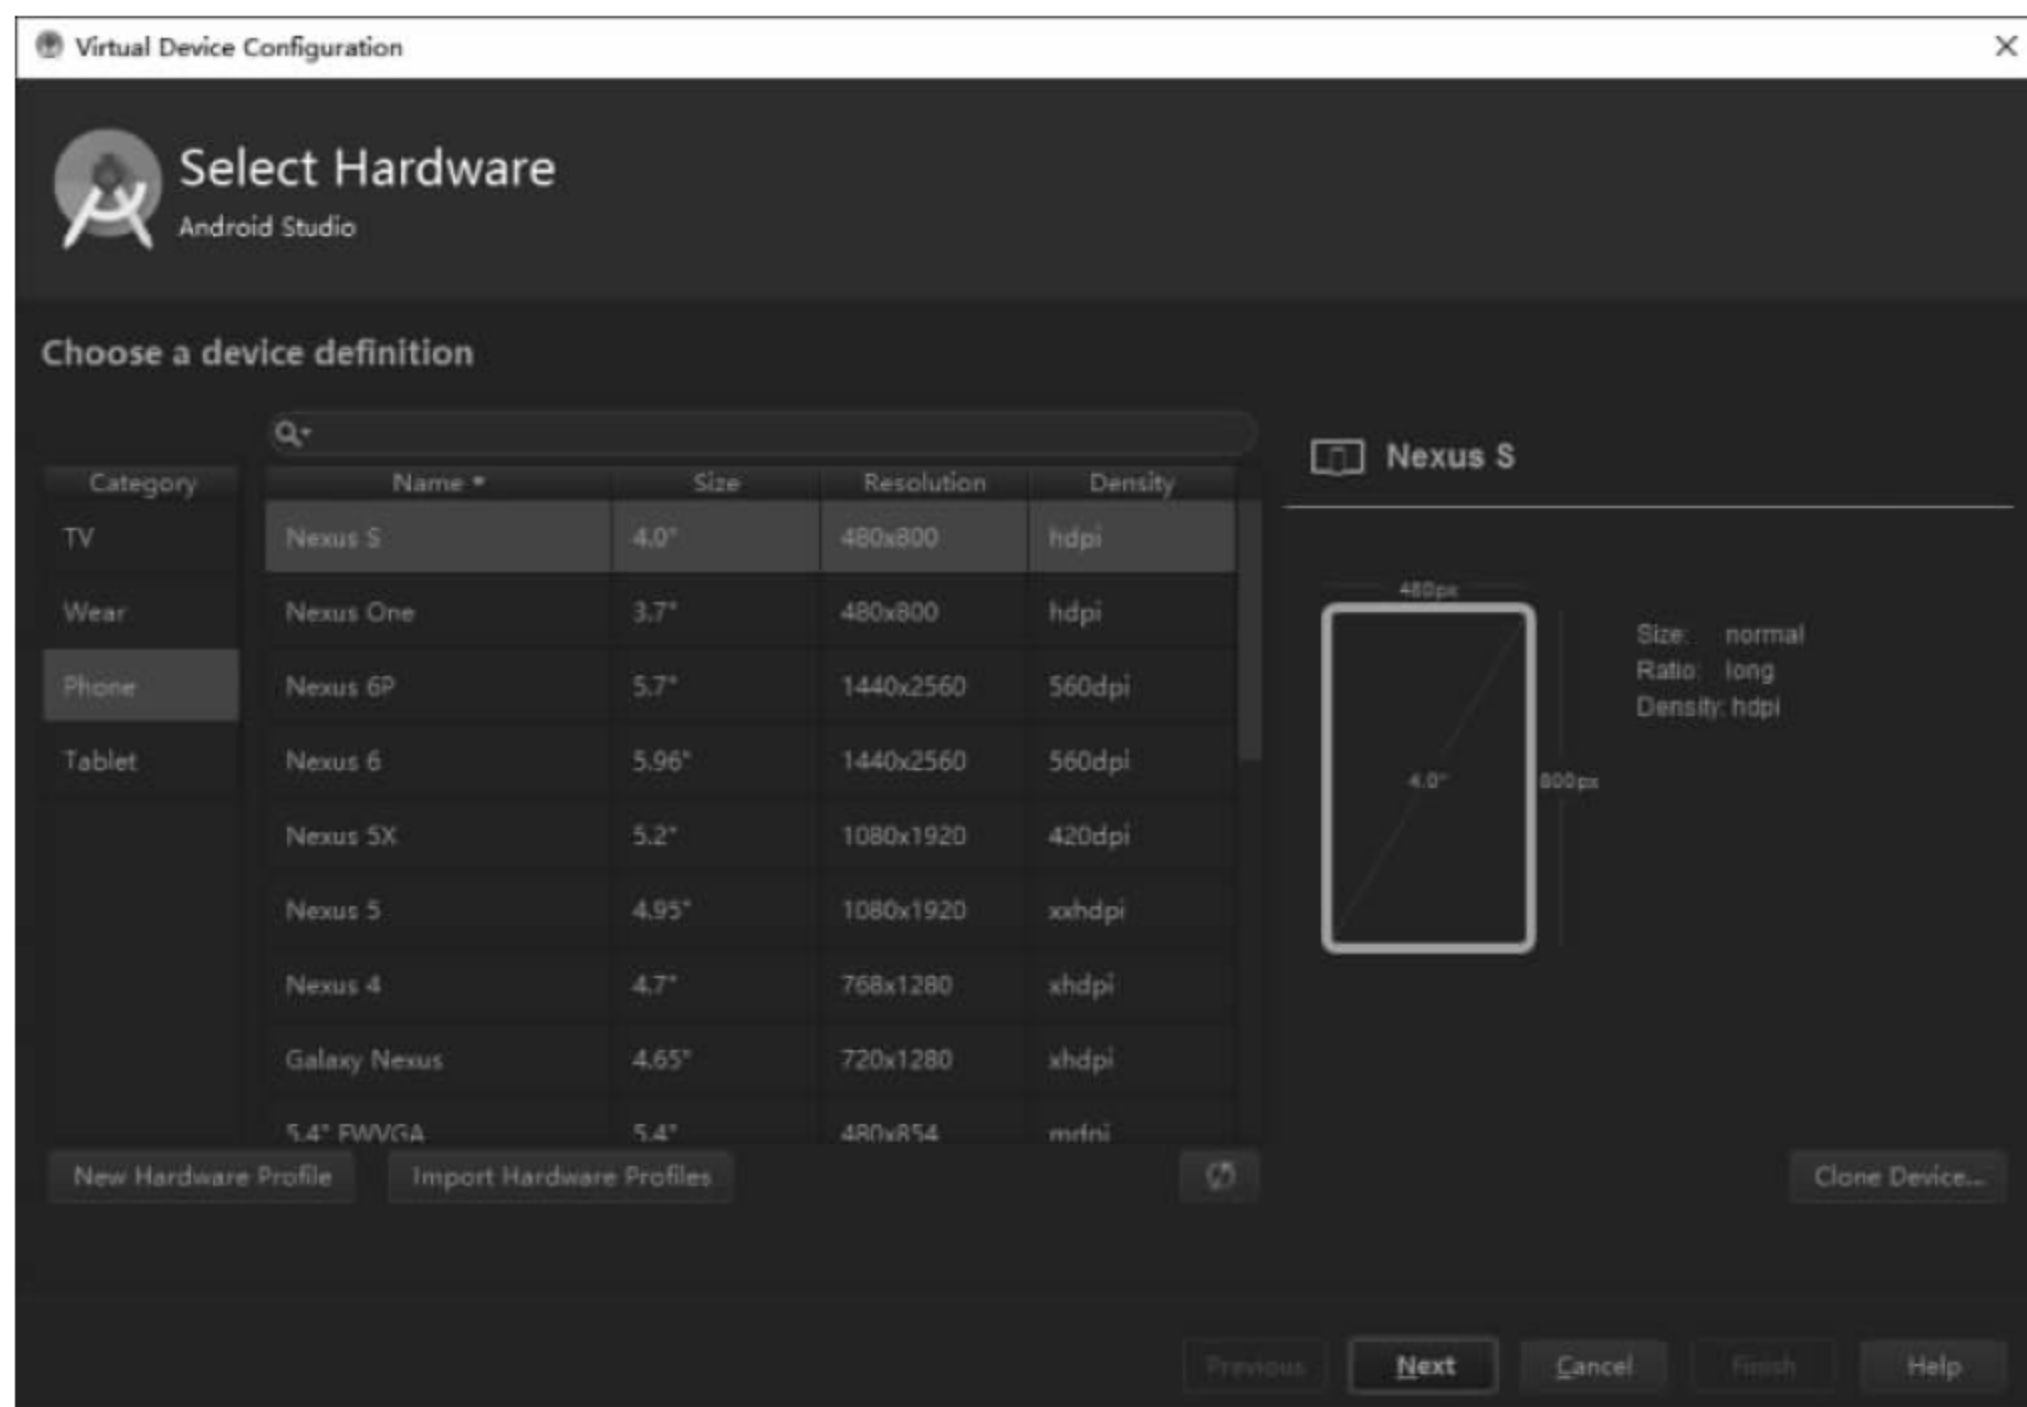 Virtual Device Configuration
Select Hardware
Android Studio
Choose a device definition
Category Name Size Resolution Density
TV
Wear
Phone
Tablet
Nexus S 4.0" 480x800 hdpi
Nexus One 3.7" 480x800 hdpi
Nexus 6P 5.7" 1440x2560 560dpi
Nexus 6 5.96" 1440x2560 560dpi
Nexus 5X 5.2" 1080x1920 420dpi
Nexus 5 4.95" 1080x1920 xxhdpi
Nexus 4 4.7" 768x1280 xhdpi
Galaxy Nexus 4.65" 720x1280 xhdpi
5.4" FWVGA 5.4" 480x854 mdpi
Nexus S
480px
4.0"
800px
Size: normal
Ratio: long
Density: hdpi
New Hardware Profile Import Hardware Profiles Clone Device...
Previous Next Cancel Finish Help